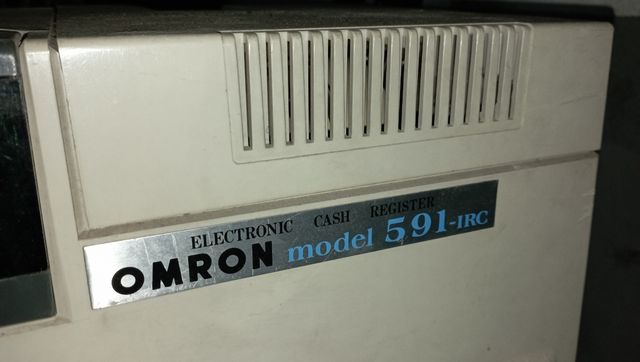 ELECTRONIC CASH REGISTER
OMRON model 591-IRC